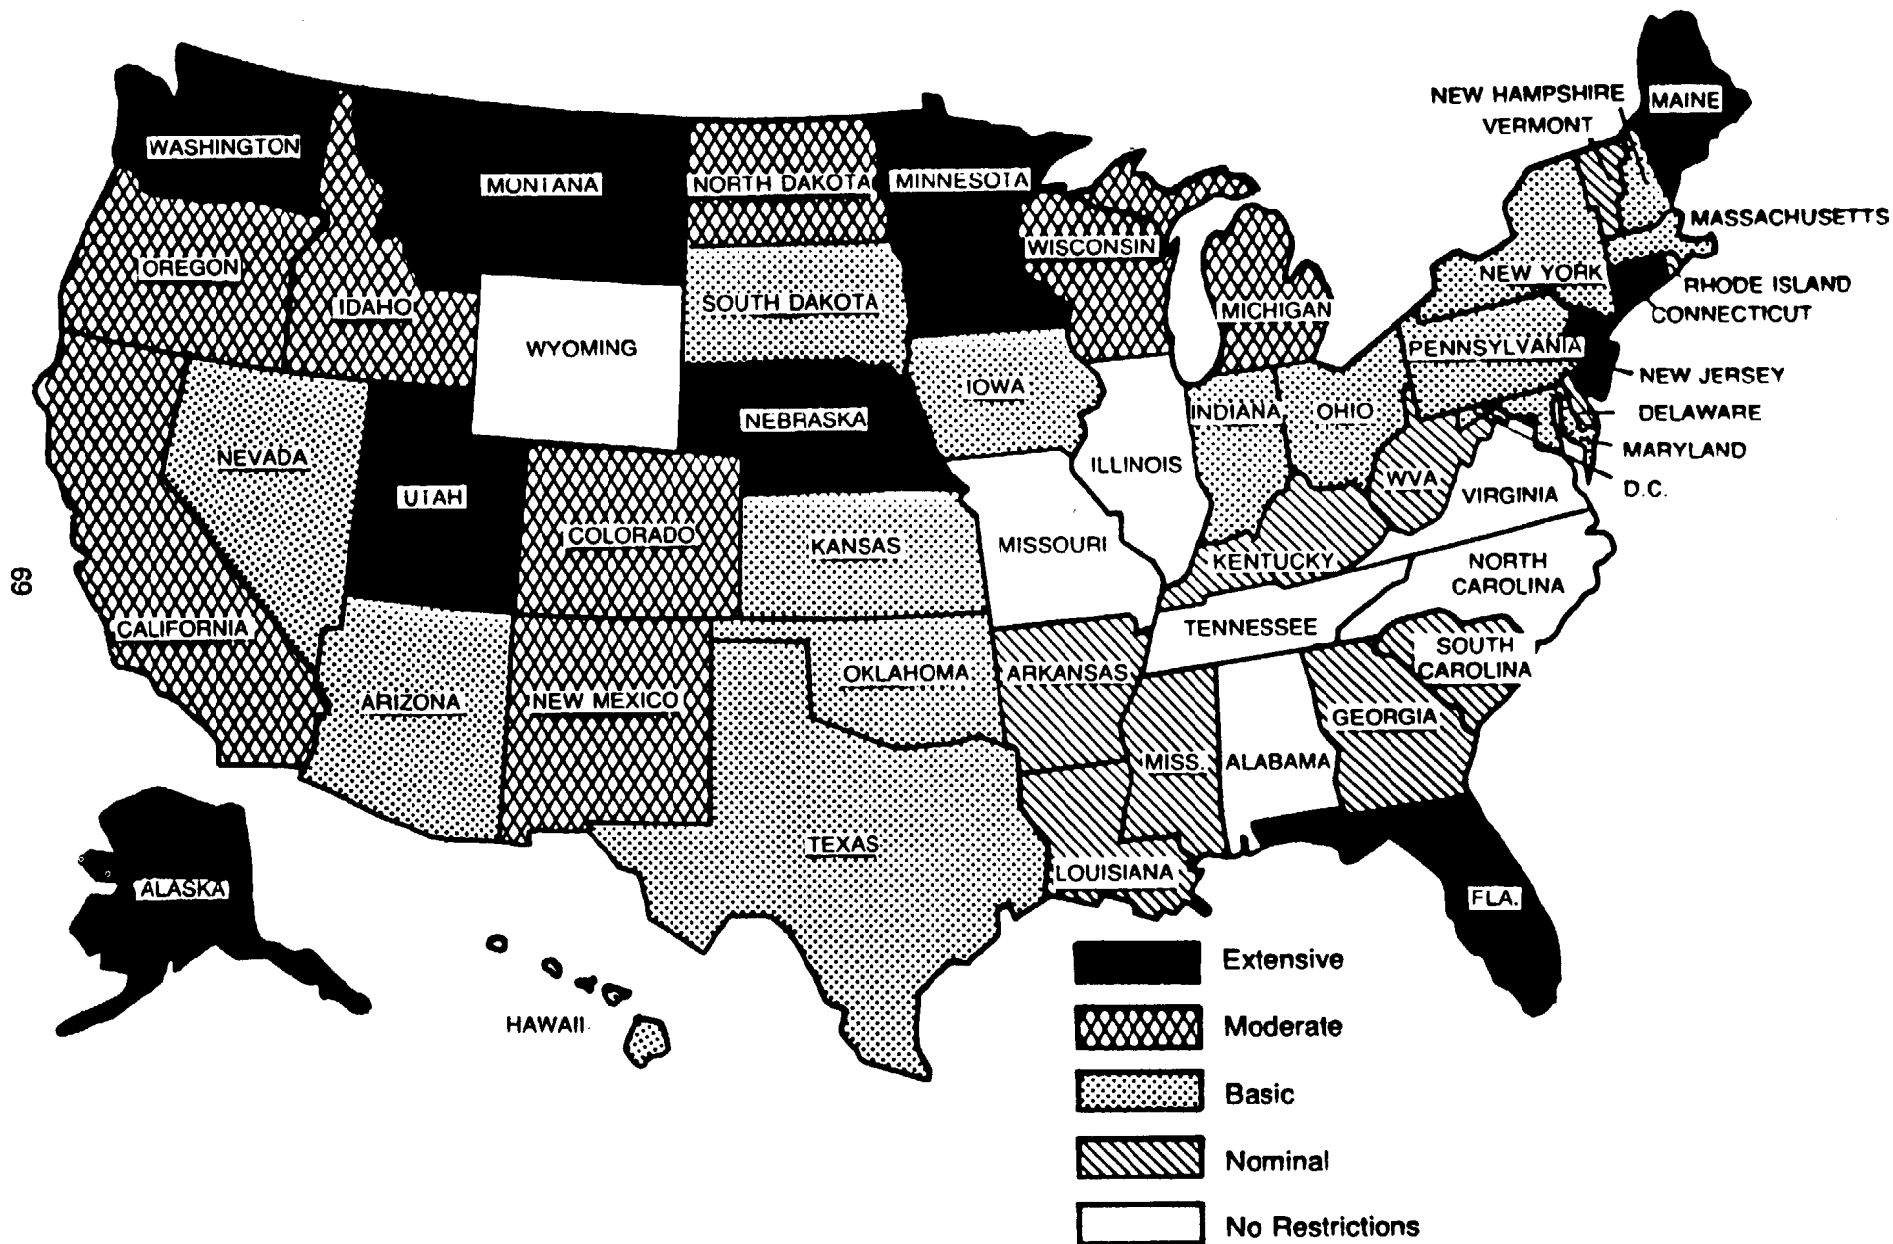 NEW HAMPSHIRE
MAINE
VERMONT
WASHINGTON
MONTANA
NORTH DAKOTA
MINNESOTA
MASSACHUSETTS
WISCONSIN
OREGON
NEW YORK
RHODE ISLAND
IDAHO
SOUTH DAKOTA
MICHIGAN
CONNECTICUT
WYOMING
PENNSYLVANIA
NEW JERSEY
IOWA
NEBRASKA
INDIANA
OHIO
DELAWARE
MARYLAND
NEVADA
ILLINOIS
WVA
D.C.
UTAH
VIRGINIA
COLORADO
KANSAS
MISSOURI
KENTUCKY
NORTH
CAROLINA
69
CALIFORNIA
TENNESSEE
SOUTH
CAROLINA
ARIZONA
NEW MEXICO
OKLAHOMA
ARKANSAS
GEORGIA
MISS.
ALABAMA
TEXAS
LOUISIANA
ALASKA
FLA.
HAWAII
Extensive
Moderate
Basic
Nominal
No Restrictions